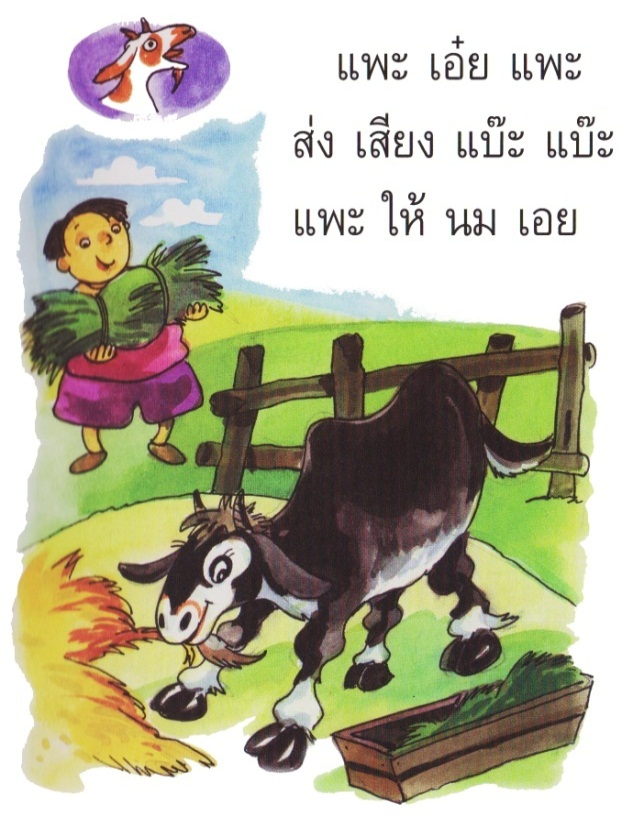 แพะ เอ๋ย แพะ
ส่ง เสียง แบ๊ะ แบ๊ะ
แพะ ให้ นม เอย